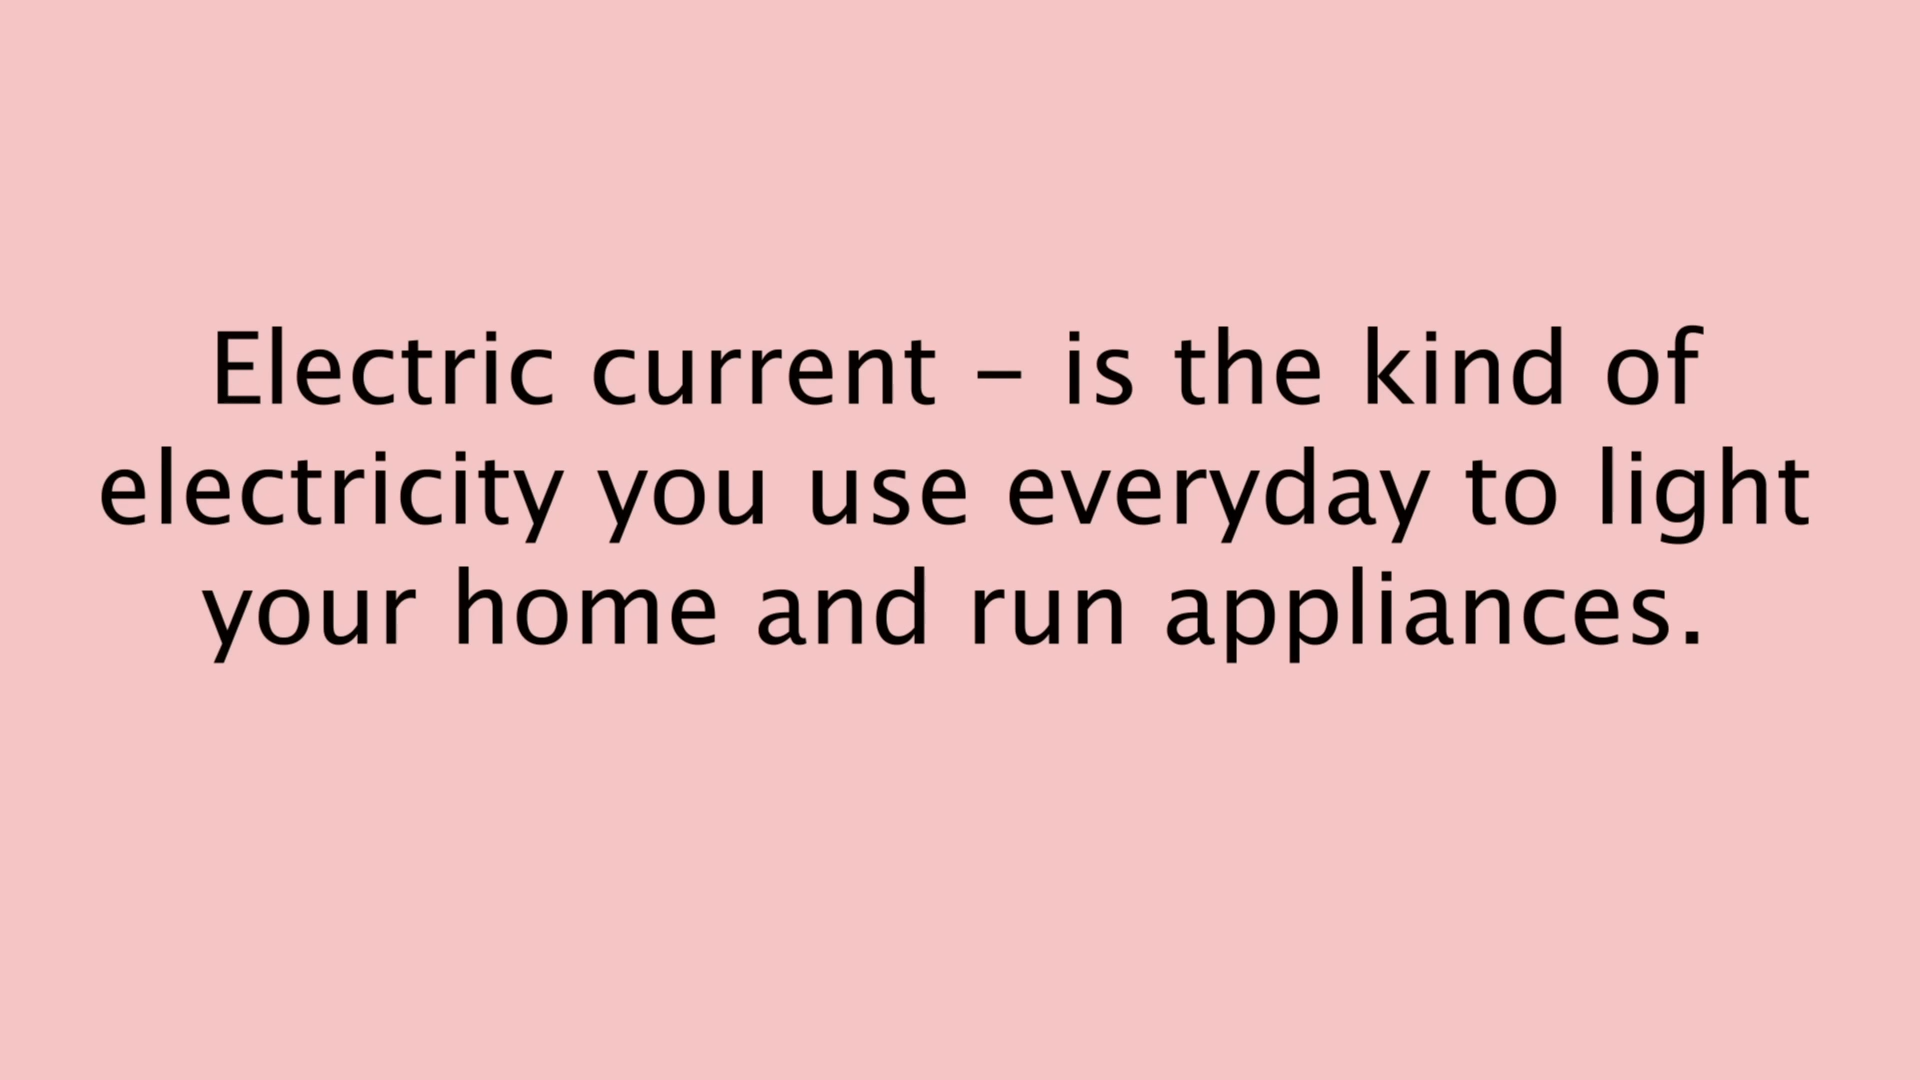 Electric current – is the kind of
electricity you use everyday to light
your home and run appliances.